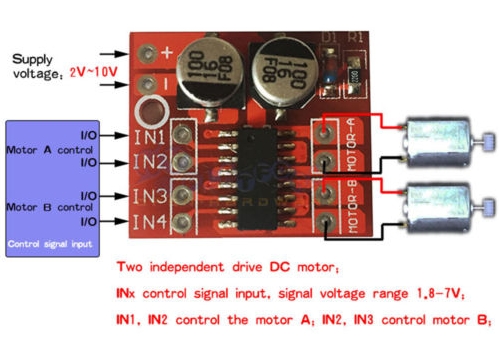 Supply
voltage: 2V~10V
+
-
100
16
F08
100
16
F08
D1
R1
220
I/O
IN1
Motor A control
I/O
IN2
MOTOR-A
I/O
IN3
Motor B control
I/O
IN4
MOTOR-B
Control signal input
Two independent drive DC motor;
INx control signal input, signal voltage range 1.8-7V;
IN1, IN2 control the motor A; IN2, IN3 control motor B;